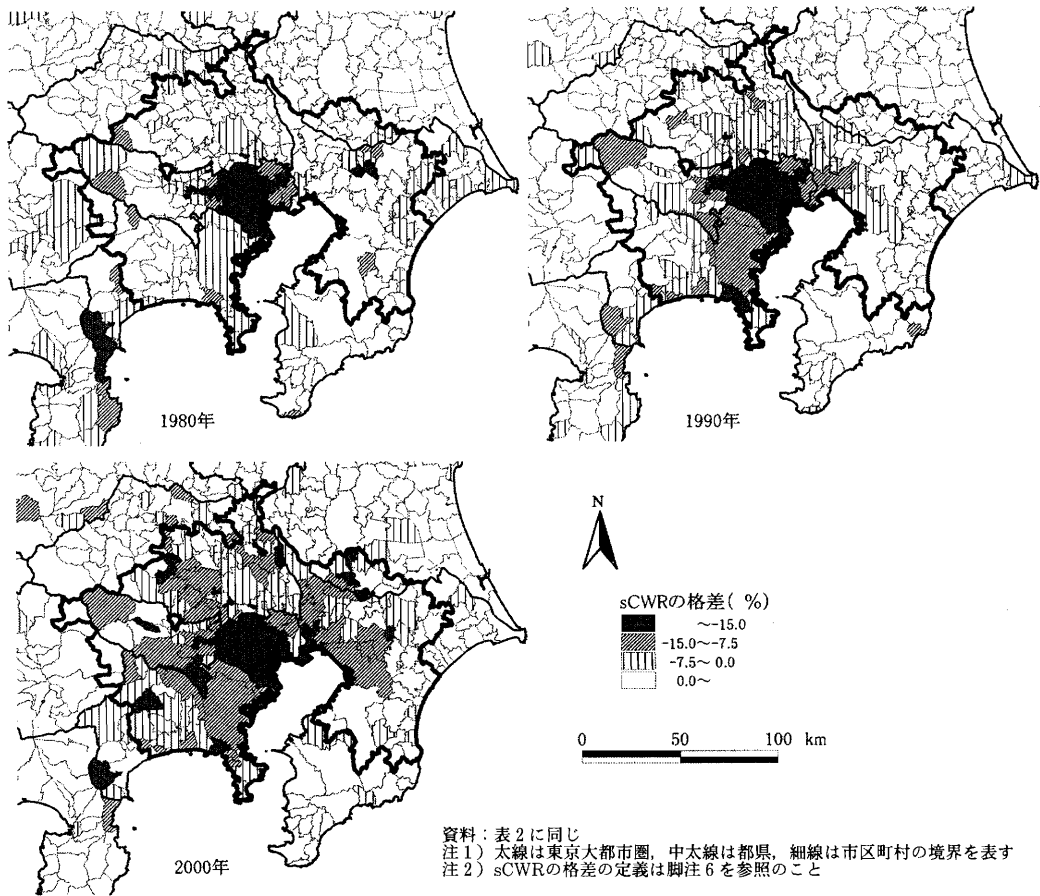 1980年
1990年
2000年
N
sCWRの格差( %)
~-15.0
-15.0~-7.5
-7.5~ 0.0
0.0~
0 50 100 km
資料:表2に同じ
注1)太線は東京大都市圏,中太線は都県,細線は市区町村の境界を表す
注2)sCWRの格差の定義は脚注6を参照のこと